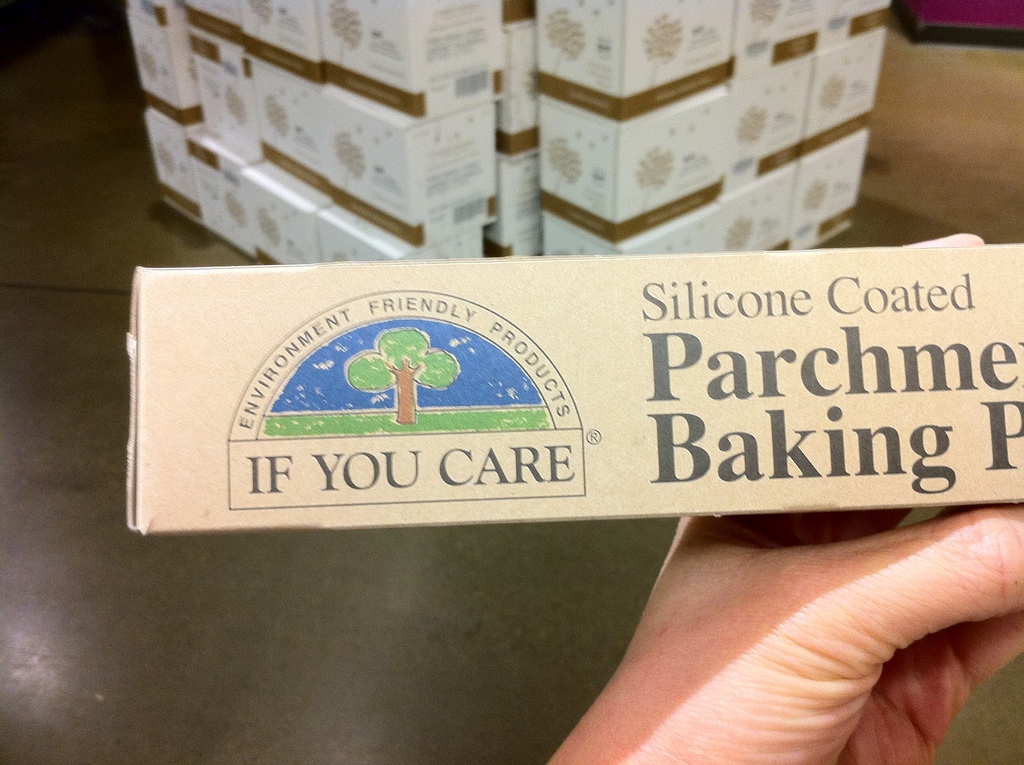 ENVIRONMENT FRIENDLY PRODUCTS
IF YOU CARE®
Silicone Coated
Parchme
Baking P